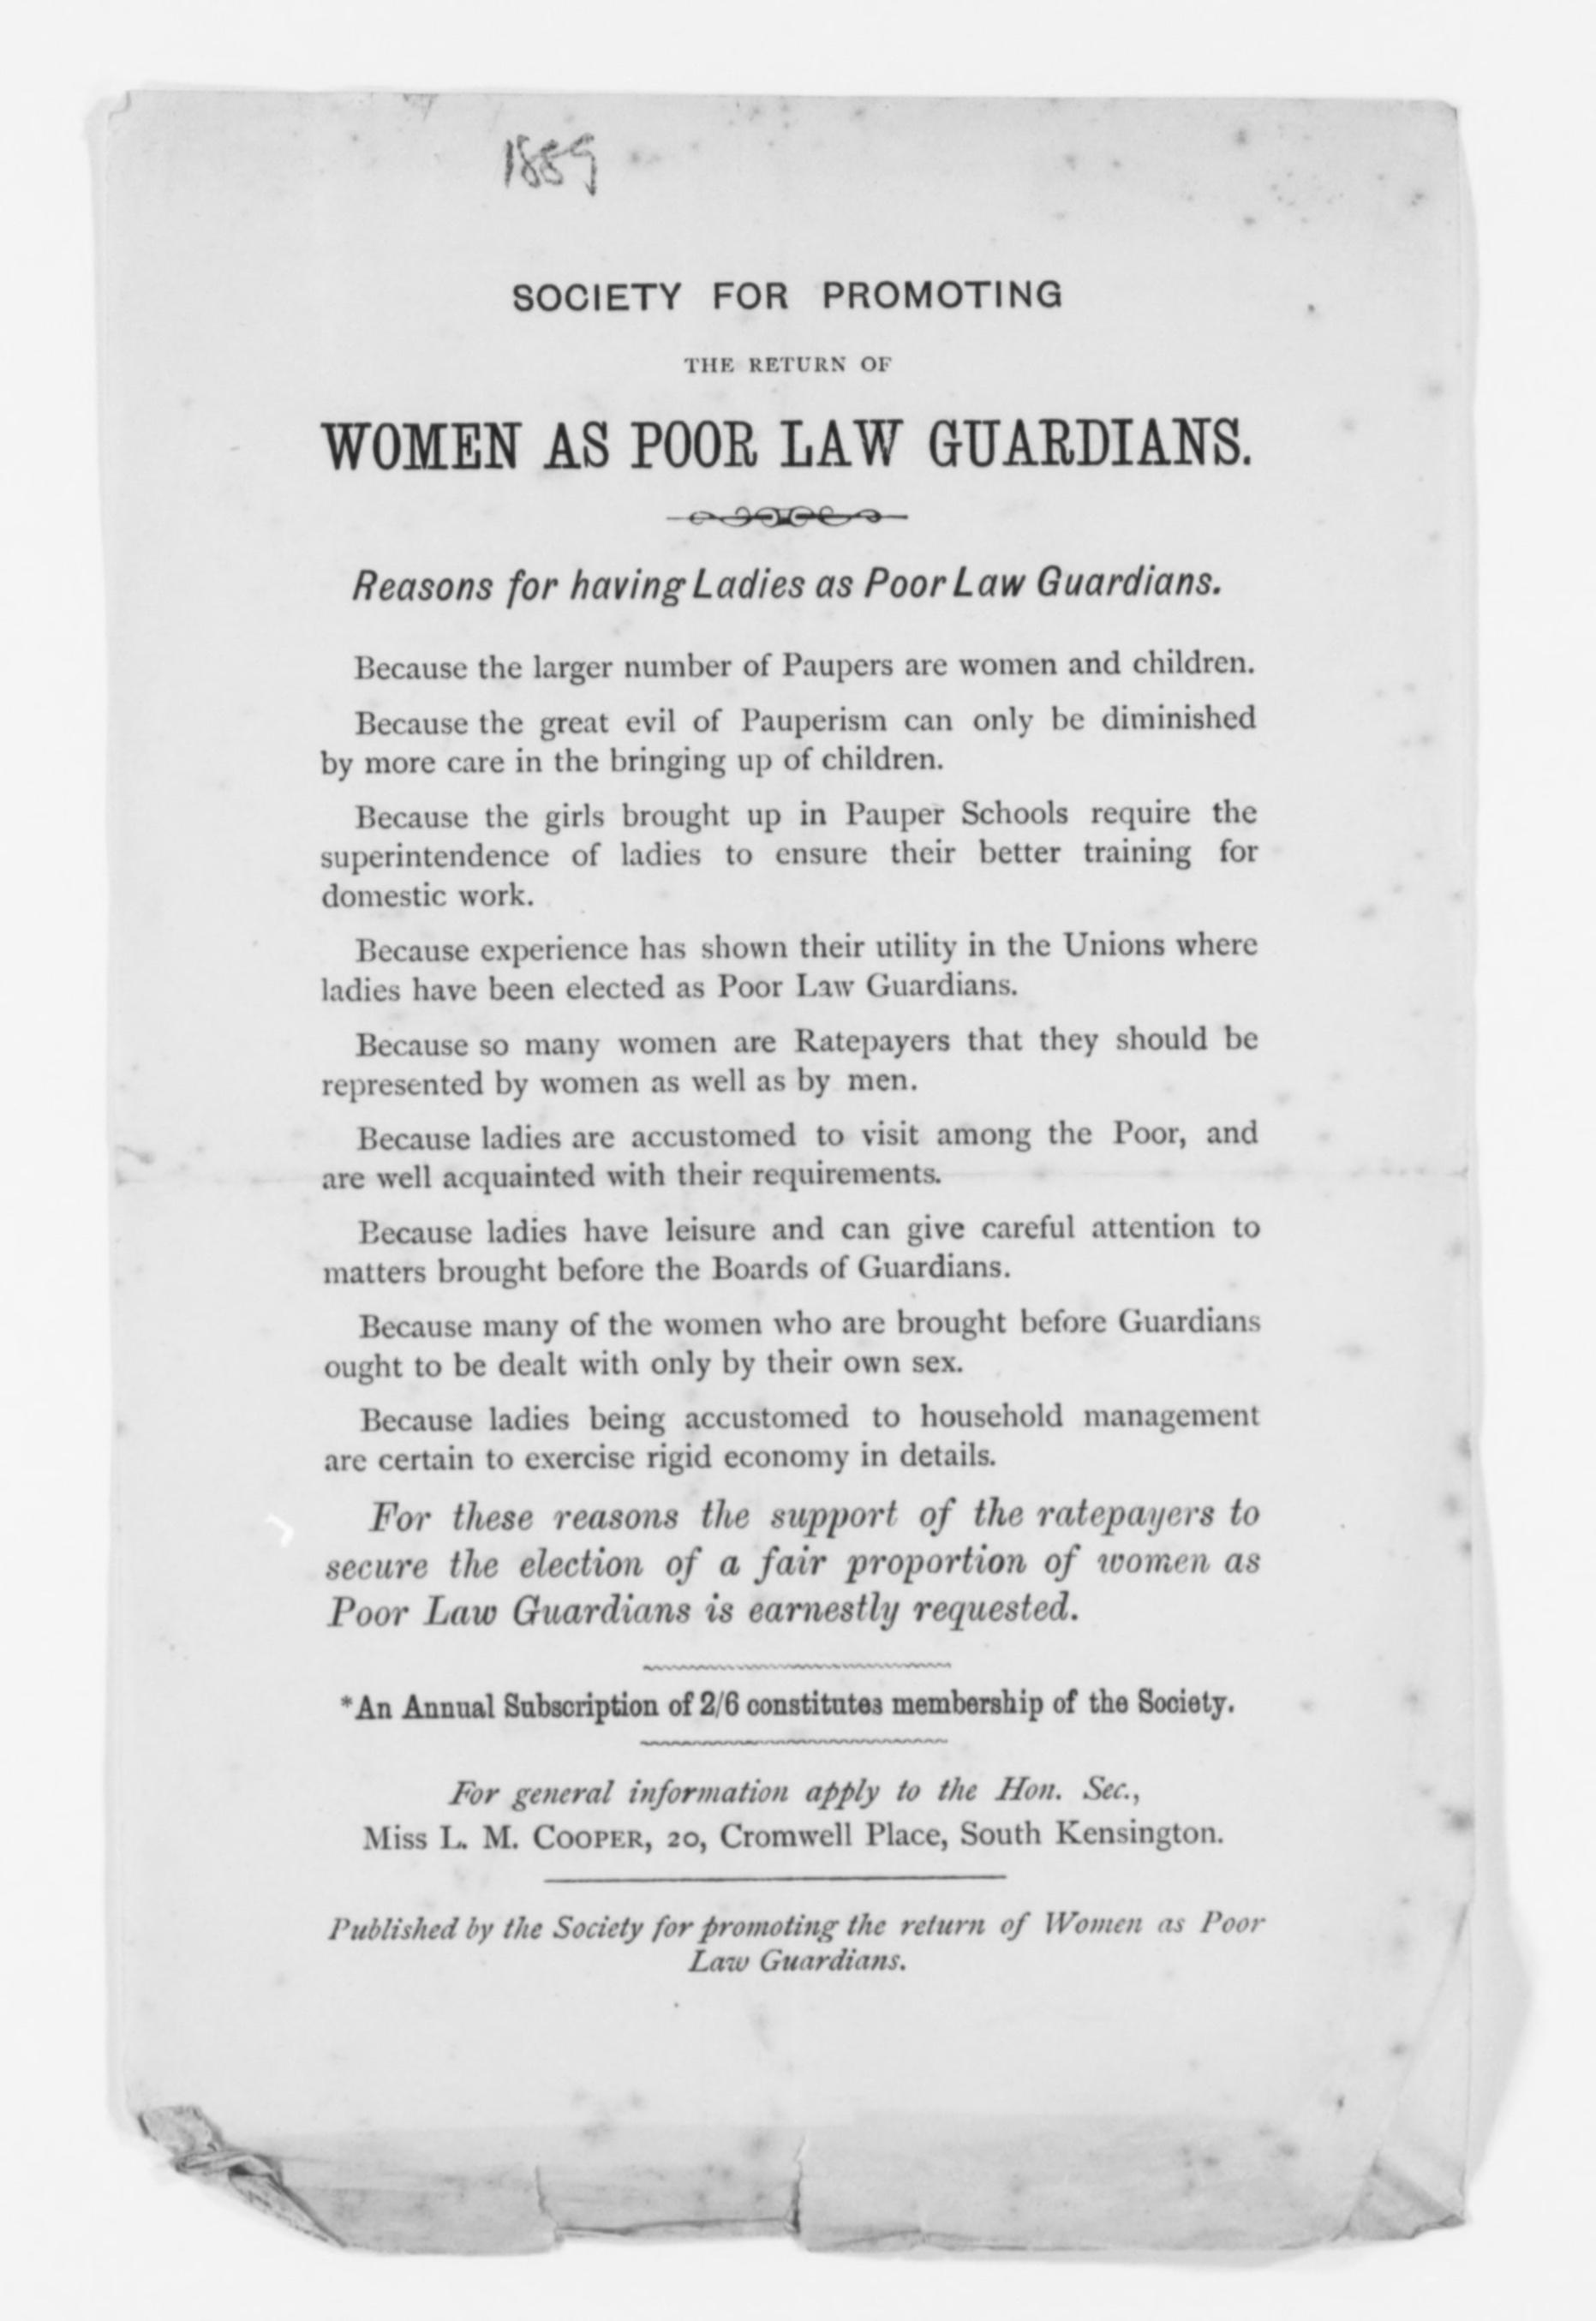 1889
SOCIETY FOR PROMOTING
THE RETURN OF
WOMEN AS POOR LAW GUARDIANS.
Reasons for having Ladies as Poor Law Guardians.
Because the larger number of Paupers are women and children.
Because the great evil of Pauperism can only be diminished
by more care in the bringing up of children.
Because the girls brought up in Pauper Schools require the
superintendence of ladies to ensure their better training for
domestic work.
Because experience has shown their utility in the Unions where
ladies have been elected as Poor Law Guardians.
Because so many women are Ratepayers that they should be
represented by women as well as by men.
Because ladies are accustomed to visit among the Poor, and
are well acquainted with their requirements.
Because ladies have leisure and can give careful attention to
matters brought before the Boards of Guardians.
Because many of the women who are brought before Guardians
ought to be dealt with only by their own sex.
Because ladies being accustomed to household management
are certain to exercise rigid economy in details.
For these reasons the support of the ratepayers to
secure the election of a fair proportion of women as
Poor Law Guardians is earnestly requested.
*An Annual Subscription of 2/6 constitutes membership of the Society.
For general information apply to the Hon. Sec.,
Miss L. M. COOPER, 20, Cromwell Place, South Kensington.
Published by the Society for promoting the return of Women as Poor
Law Guardians.